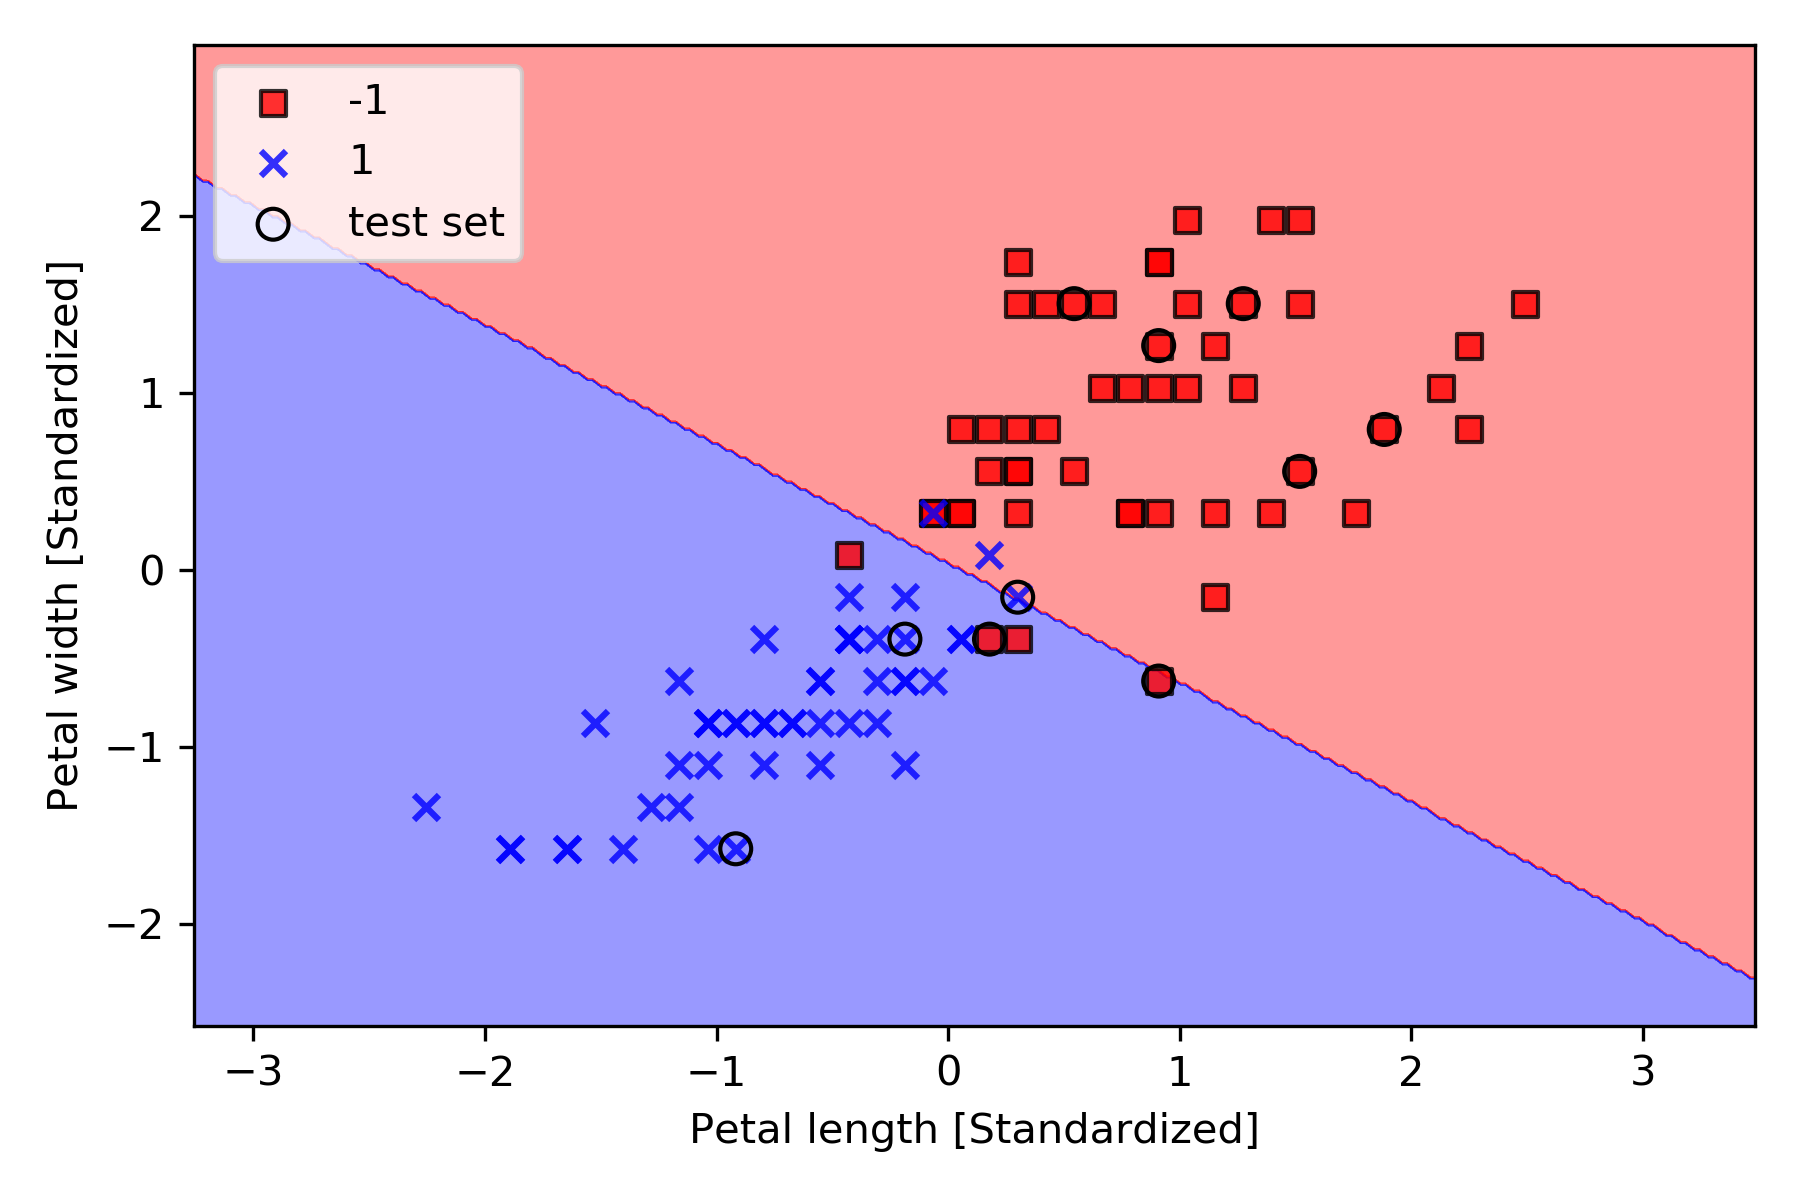 -1
1
test set
2
1
0
−1
−2
Petal width [Standardized]
−3 −2 −1 0 1 2 3
Petal length [Standardized]